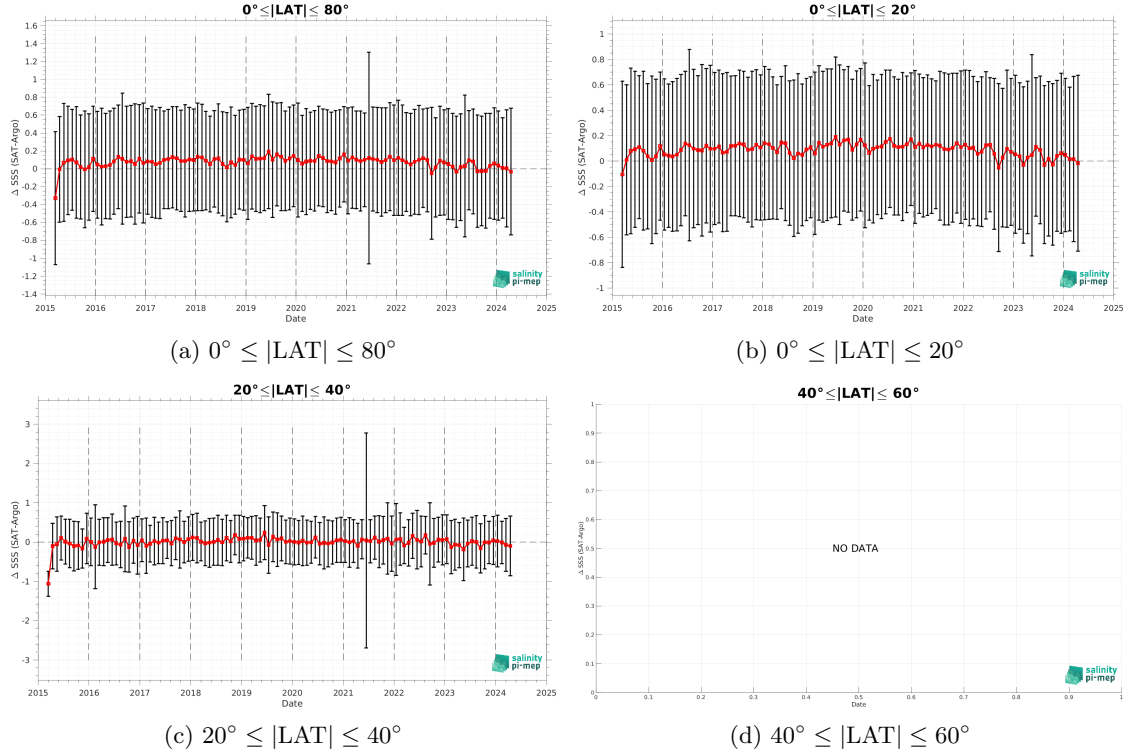 0°≤|LAT|≤ 80°
Δ SSS (SAT-Argo)
1.6
1.4
1.2
1
0.8
0.6
0.4
0.2
0
-0.2
-0.4
-0.6
-0.8
-1
-1.2
-1.4
2015 2016 2017 2018 2019 2020 2021 2022 2023 2024 2025
Date
salinity
pi-mep
(a) 0° ≤ |LAT| ≤ 80°
0°≤|LAT|≤ 20°
Δ SSS (SAT-Argo)
1
0.8
0.6
0.4
0.2
0
-0.2
-0.4
-0.6
-0.8
-1
2015 2016 2017 2018 2019 2020 2021 2022 2023 2024 2025
Date
salinity
pi-mep
(b) 0° ≤ |LAT| ≤ 20°
20°≤|LAT|≤ 40°
Δ SSS (SAT-Argo)
3
2
1
0
-1
-2
-3
2015 2016 2017 2018 2019 2020 2021 2022 2023 2024 2025
Date
salinity
pi-mep
(c) 20° ≤ |LAT| ≤ 40°
40°≤|LAT|≤ 60°
Δ SSS (SAT-Argo)
1
0.9
0.8
0.7
0.6
0.5
0.4
0.3
0.2
0.1
0
NO DATA
0 0.1 0.2 0.3 0.4 0.5 0.6 0.7 0.8 0.9 1
Date
salinity
pi-mep
(d) 40° ≤ |LAT| ≤ 60°